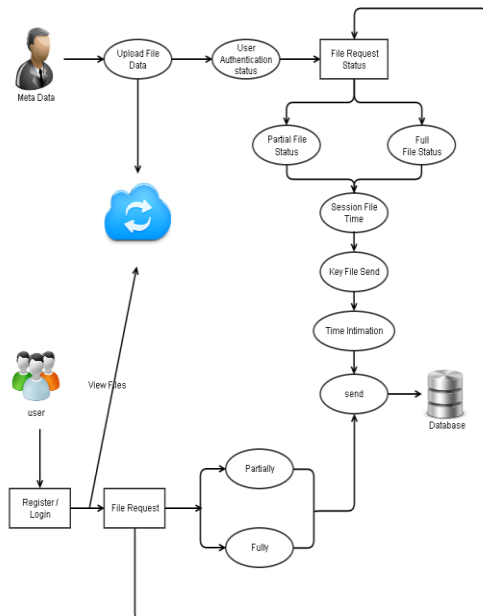 Upload File
Data
User
Authentication
status
File Request
Status
Meta Data
Partial File
Status
Full
File Status
Session File
Time
Key File Send
Time Intimation
View Files
user
send
Database
Register /
Login
File Request
Partially
Fully